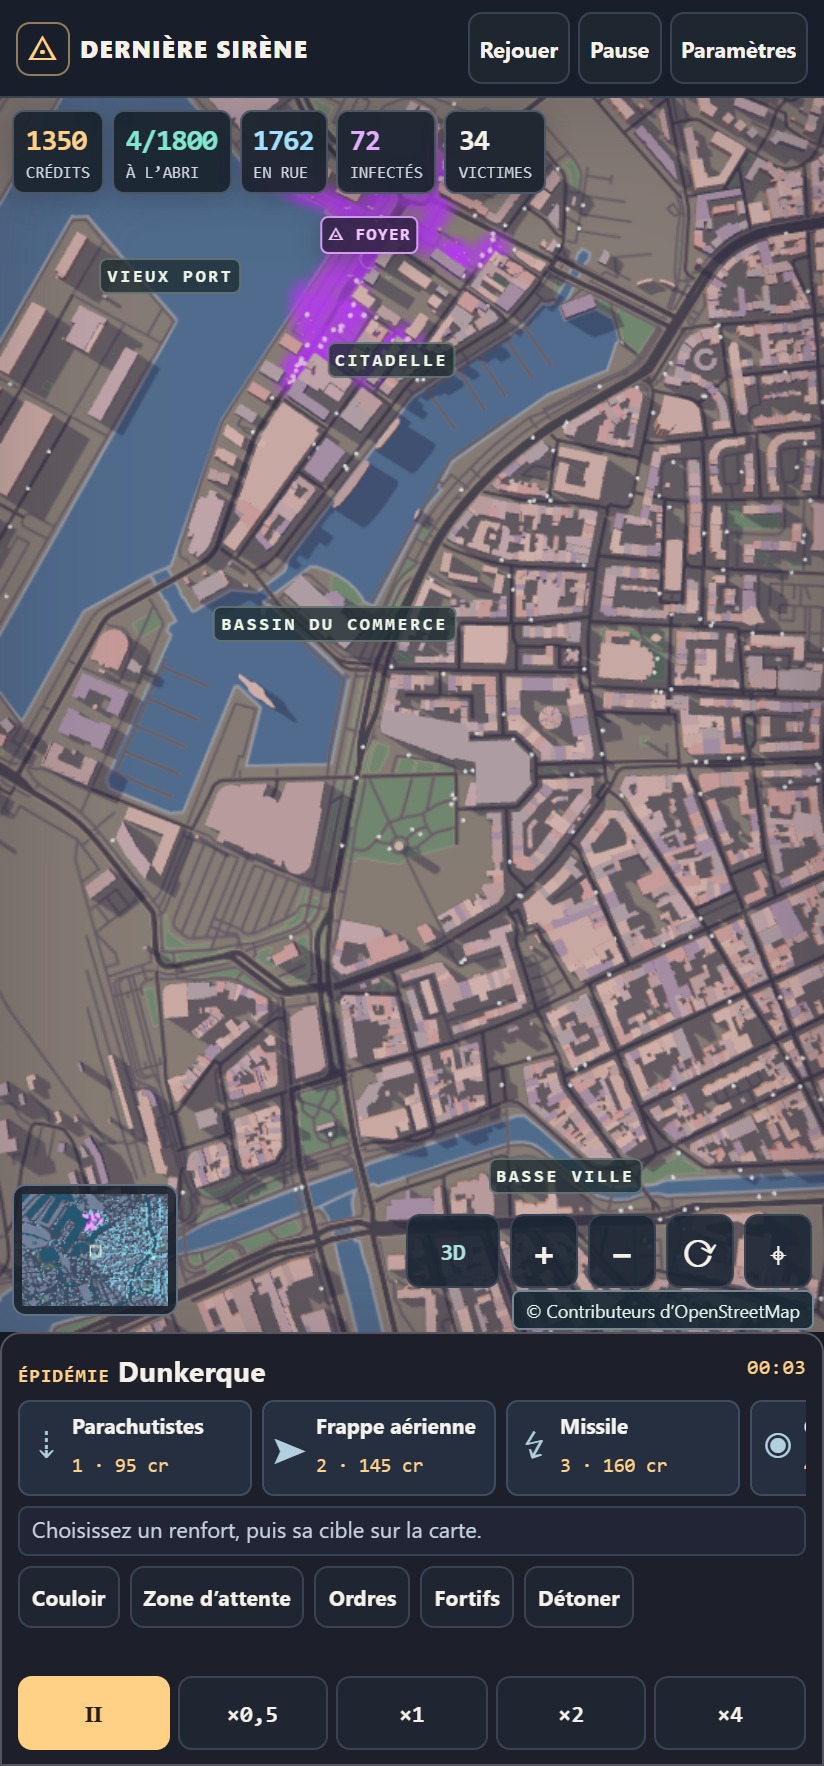 DERNIÈRE SIRÈNE
Rejouer
Pause
Paramètres
1350
CRÉDITS
4/1800
À L’ABRI
1762
EN RUE
72
INFECTÉS
34
VICTIMES
FOYER
VIEUX PORT
CITADELLE
BASSIN DU COMMERCE
BASSE VILLE
3D
+
−
© Contributeurs d’OpenStreetMap
ÉPIDÉMIE Dunkerque
00:03
Parachutistes
1 · 95 cr
Frappe aérienne
2 · 145 cr
Missile
3 · 160 cr
Choisissez un renfort, puis sa cible sur la carte.
Couloir
Zone d’attente
Ordres
Fortifs
Détoner
II
×0,5
×1
×2
×4